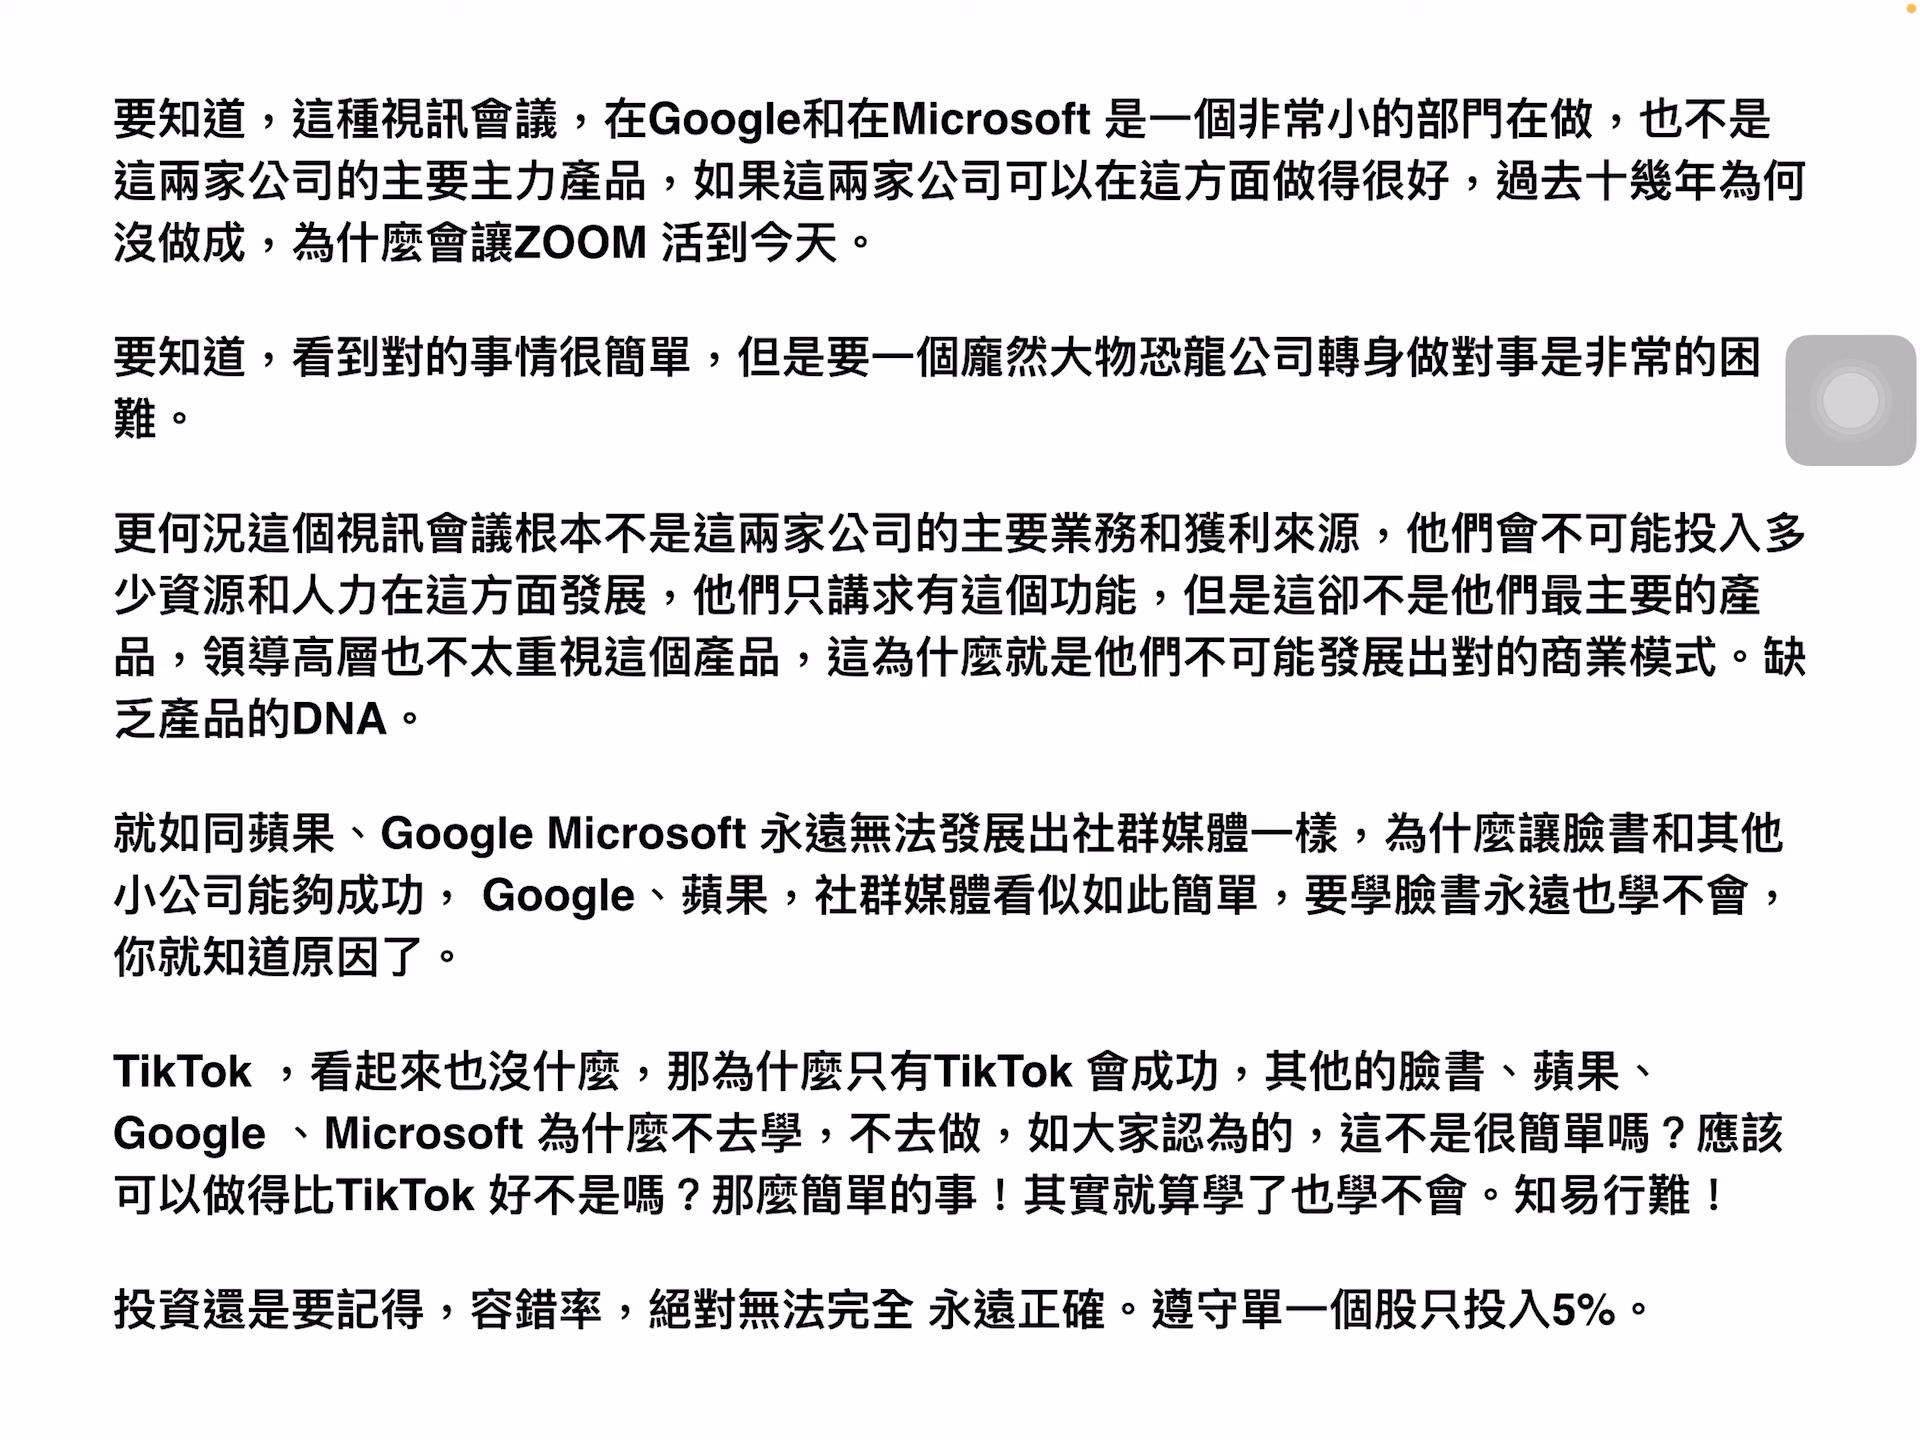 要知道，這種視訊會議，在Google和在Microsoft 是一個非常小的部門在做，也不是
這兩家公司的主要主力產品，如果這兩家公司可以在這方面做得很好，過去十幾年為何
沒做成，為什麼會讓ZOOM 活到今天。
要知道，看到對的事情很簡單，但是要一個龐然大物恐龍公司轉身做對事是非常的困
難。
更何況這個視訊會議根本不是這兩家公司的主要業務和獲利來源，他們會不可能投入多
少資源和人力在這方面發展，他們只講求有這個功能，但是這卻不是他們最主要的產
品，領導高層也不太重視這個產品，這為什麼就是他們不可能發展出對的商業模式。缺
乏產品的DNA。
就如同蘋果、Google Microsoft 永遠無法發展出社群媒體一樣，為什麼讓臉書和其他
小公司能夠成功， Google、蘋果，社群媒體看似如此簡單，要學臉書永遠也學不會，
你就知道原因了。
TikTok ，看起來也沒什麼，那為什麼只有TikTok 會成功，其他的臉書、蘋果、
Google 、Microsoft 為什麼不去學，不去做，如大家認為的，這不是很簡單嗎？應該
可以做得比TikTok 好不是嗎？那麼簡單的事！其實就算學了也學不會。知易行難！
投資還是要記得，容錯率，絕對無法完全 永遠正確。遵守單一個股只投入5%。